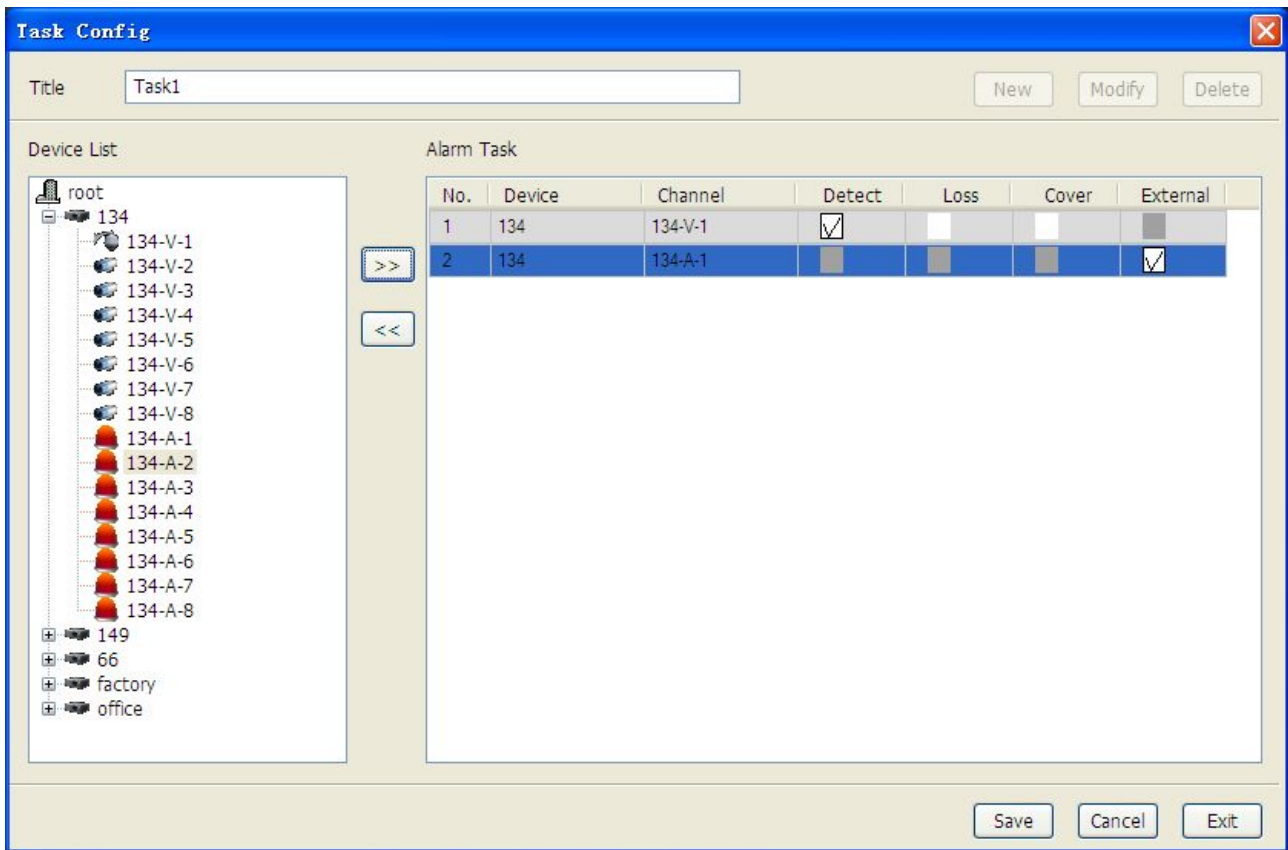 Task Config
Title Task1 New Modify Delete
Device List Alarm Task
root
134
134-V-1
134-V-2
134-V-3
134-V-4
134-V-5
134-V-6
134-V-7
134-V-8
134-A-1
134-A-2
134-A-3
134-A-4
134-A-5
134-A-6
134-A-7
134-A-8
149
66
factory
office
>>
<<
No. Device Channel Detect Loss Cover External
1 134 134-V-1
2 134 134-A-1
Save Cancel Exit